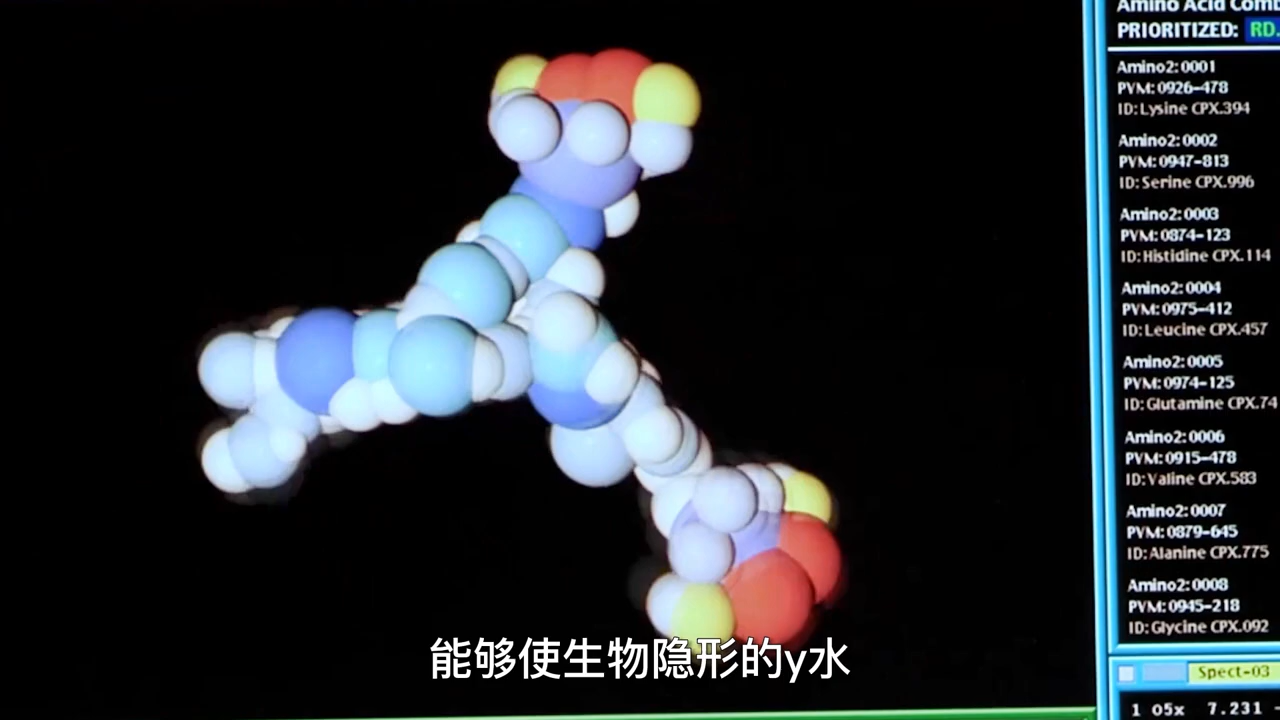 Amino Acid
PRIORITIZED: RD.
Amino2: 0001
PVM: 0926-478
ID: Lysine CPX.394
Amino2: 0002
PVM: 0947-813
ID: Serine CPX.996
Amino2: 0003
PVM: 0874-123
ID: Histidine CPX.114
Amino2: 0004
PVM: 0975-412
ID: Leucine CPX.457
Amino2: 0005
PVM: 0974-125
ID: Glutamine CPX.74
Amino2: 0006
PVM: 0915-478
ID: Valine CPX.583
Amino2: 0007
PVM: 0879-645
ID: Alanine CPX.775
Amino2: 0008
PVM: 0945-218
ID: Glycine CPX.092
Spect-03
1 05x 7.231 -
能够使生物隐形的y水